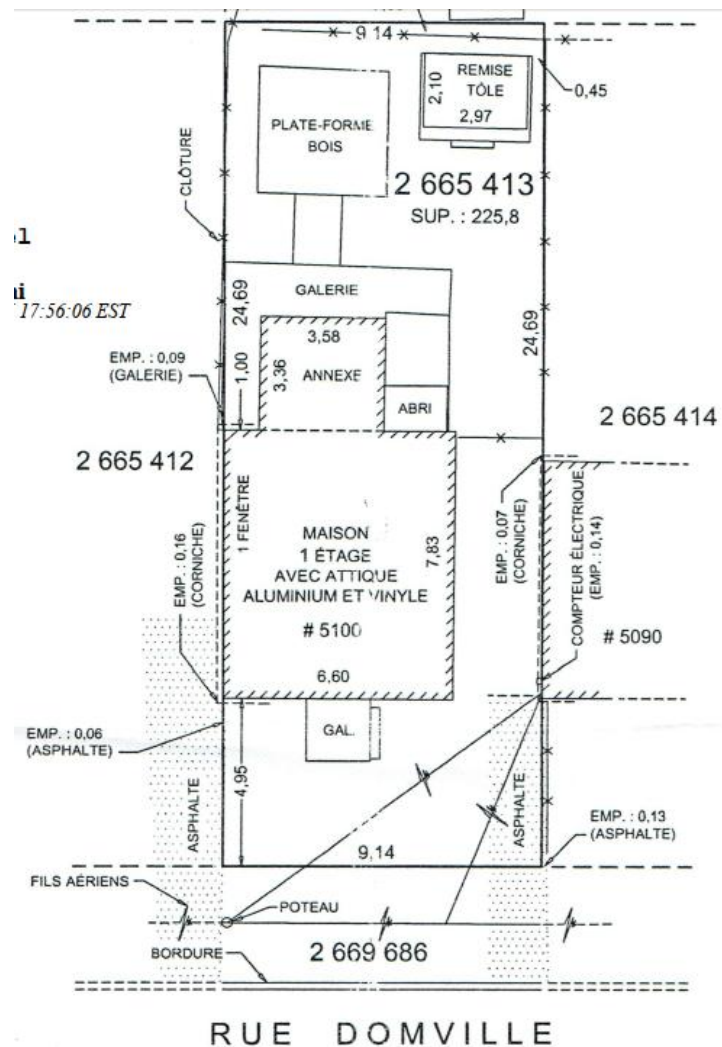 9,14
REMISE
TÔLE
2,10
2,97
0,45
PLATE-FORME
BOIS
CLÔTURE
2 665 413
SUP. : 225,8
17:56:06 EST
GALERIE
24,69
24,69
3,58
EMP. : 0,09
(GALERIE)
1,00
3,36
ANNEXE
ABRI
2 665 414
2 665 412
1 FENÊTRE
MAISON
1 ÉTAGE
AVEC ATTIQUE
ALUMINIUM ET VINYLE
# 5100
7,83
6,60
EMP. : 0,07
(CORNICHE)
COMPTEUR ÉLECTRIQUE
(EMP. : 0,14)
EMP. : 0,16
(CORNICHE)
# 5090
GAL.
EMP. : 0,06
(ASPHALTE)
4,95
ASPHALTE
ASPHALTE
EMP. : 0,13
(ASPHALTE)
9,14
FILS AÉRIENS
POTEAU
2 669 686
BORDURE
RUE DOMVILLE